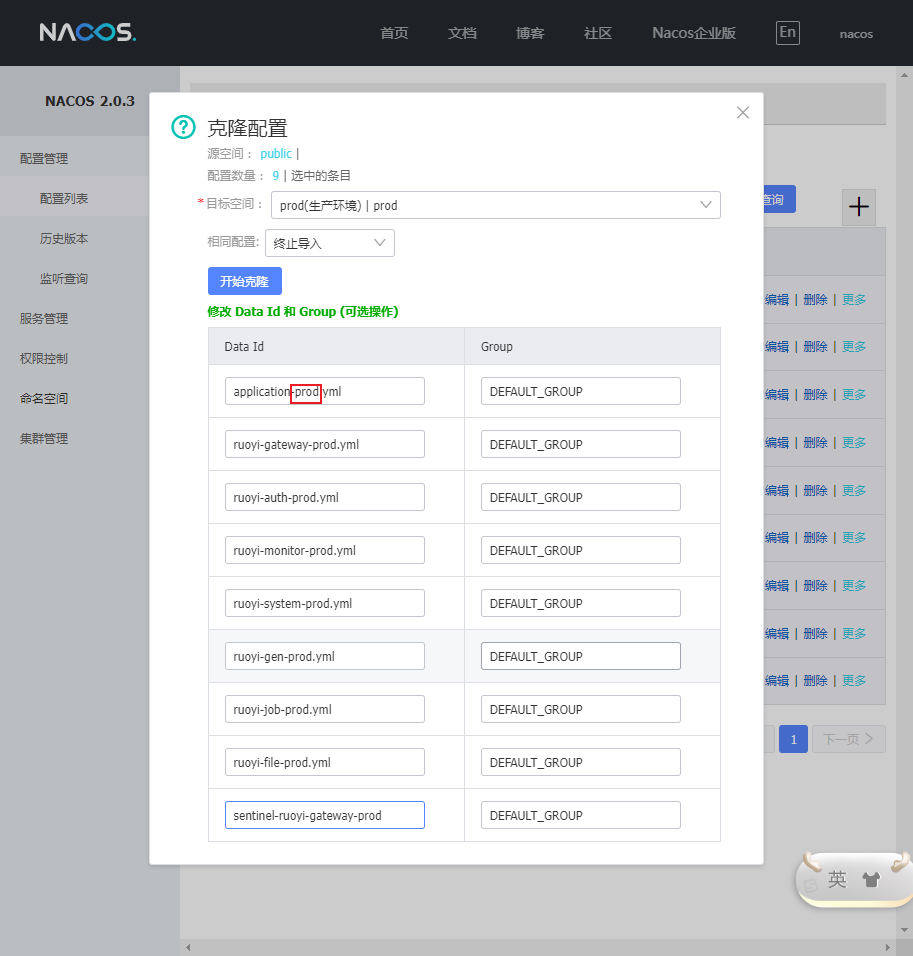 NACOS.
首页 文档 博客 社区 Nacos企业版 En nacos
NACOS 2.0.3
配置管理
配置列表
历史版本
监听查询
服务管理
权限控制
命名空间
集群管理
克隆配置
源空间： public |
配置数量： 9 | 选中的条目
*目标空间： prod(生产环境) | prod
相同配置: 终止导入
开始克隆
修改 Data Id 和 Group (可选操作)
Data Id Group
application-prod.yml DEFAULT_GROUP
ruoyi-gateway-prod.yml DEFAULT_GROUP
ruoyi-auth-prod.yml DEFAULT_GROUP
ruoyi-monitor-prod.yml DEFAULT_GROUP
ruoyi-system-prod.yml DEFAULT_GROUP
ruoyi-gen-prod.yml DEFAULT_GROUP
ruoyi-job-prod.yml DEFAULT_GROUP
ruoyi-file-prod.yml DEFAULT_GROUP
sentinel-ruoyi-gateway-prod DEFAULT_GROUP
查询
编辑 | 删除 | 更多
编辑 | 删除 | 更多
编辑 | 删除 | 更多
编辑 | 删除 | 更多
编辑 | 删除 | 更多
编辑 | 删除 | 更多
编辑 | 删除 | 更多
编辑 | 删除 | 更多
编辑 | 删除 | 更多
1 下一页
英